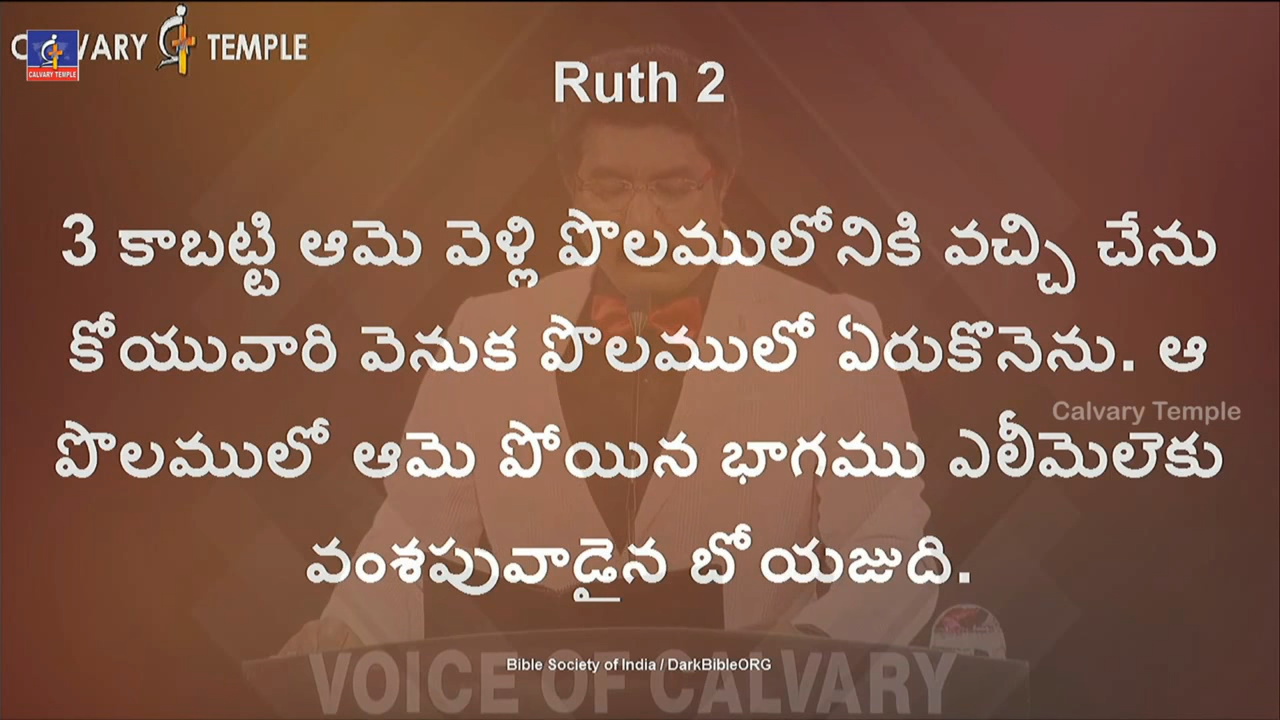 CALVARY TEMPLE
CALVARY TEMPLE
Ruth 2
3 కాబట్టి ఆమె వెళ్లి పొలములోనికి వచ్చి చేను
కోయువారి వెనుక పొలములో ఏరుకొనెను. ఆ
Calvary Temple
పొలములో ఆమె పోయిన భాగము ఎలీమెలెకు
వంశపువాడైన బోయజుది.
Bible Society of India / DarkBibleORG
VOICE OF CALVARY